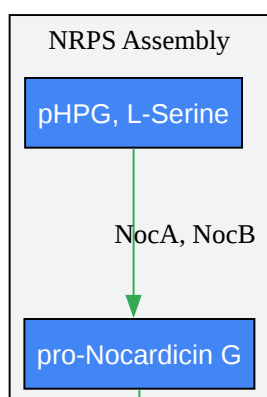 NRPS Assembly
pHPG, L-Serine
NocA, NocB
pro-Nocardicin G